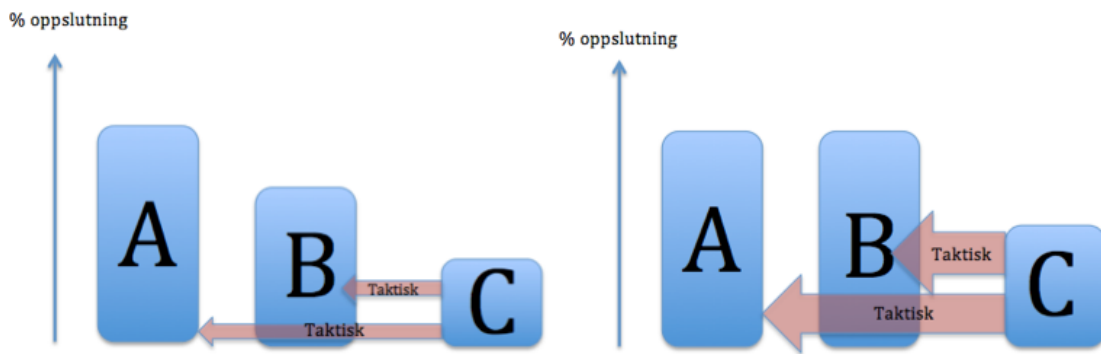 % oppslutning
A
B
C
Taktisk
Taktisk
% oppslutning
A
B
C
Taktisk
Taktisk